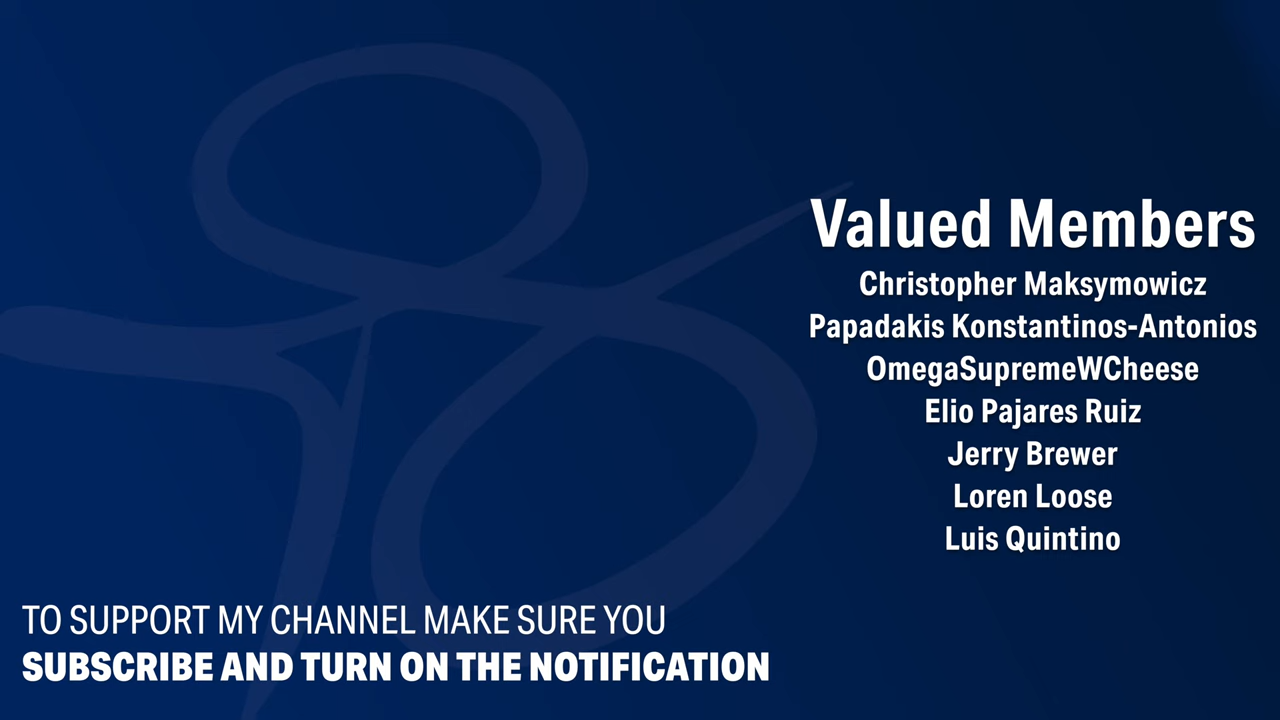 Valued Members
Christopher Maksymowicz
Papadakis Konstantinos-Antonios
OmegaSupremeWCheese
Elio Pajares Ruiz
Jerry Brewer
Loren Loose
Luis Quintino
TO SUPPORT MY CHANNEL MAKE SURE YOU
SUBSCRIBE AND TURN ON THE NOTIFICATION